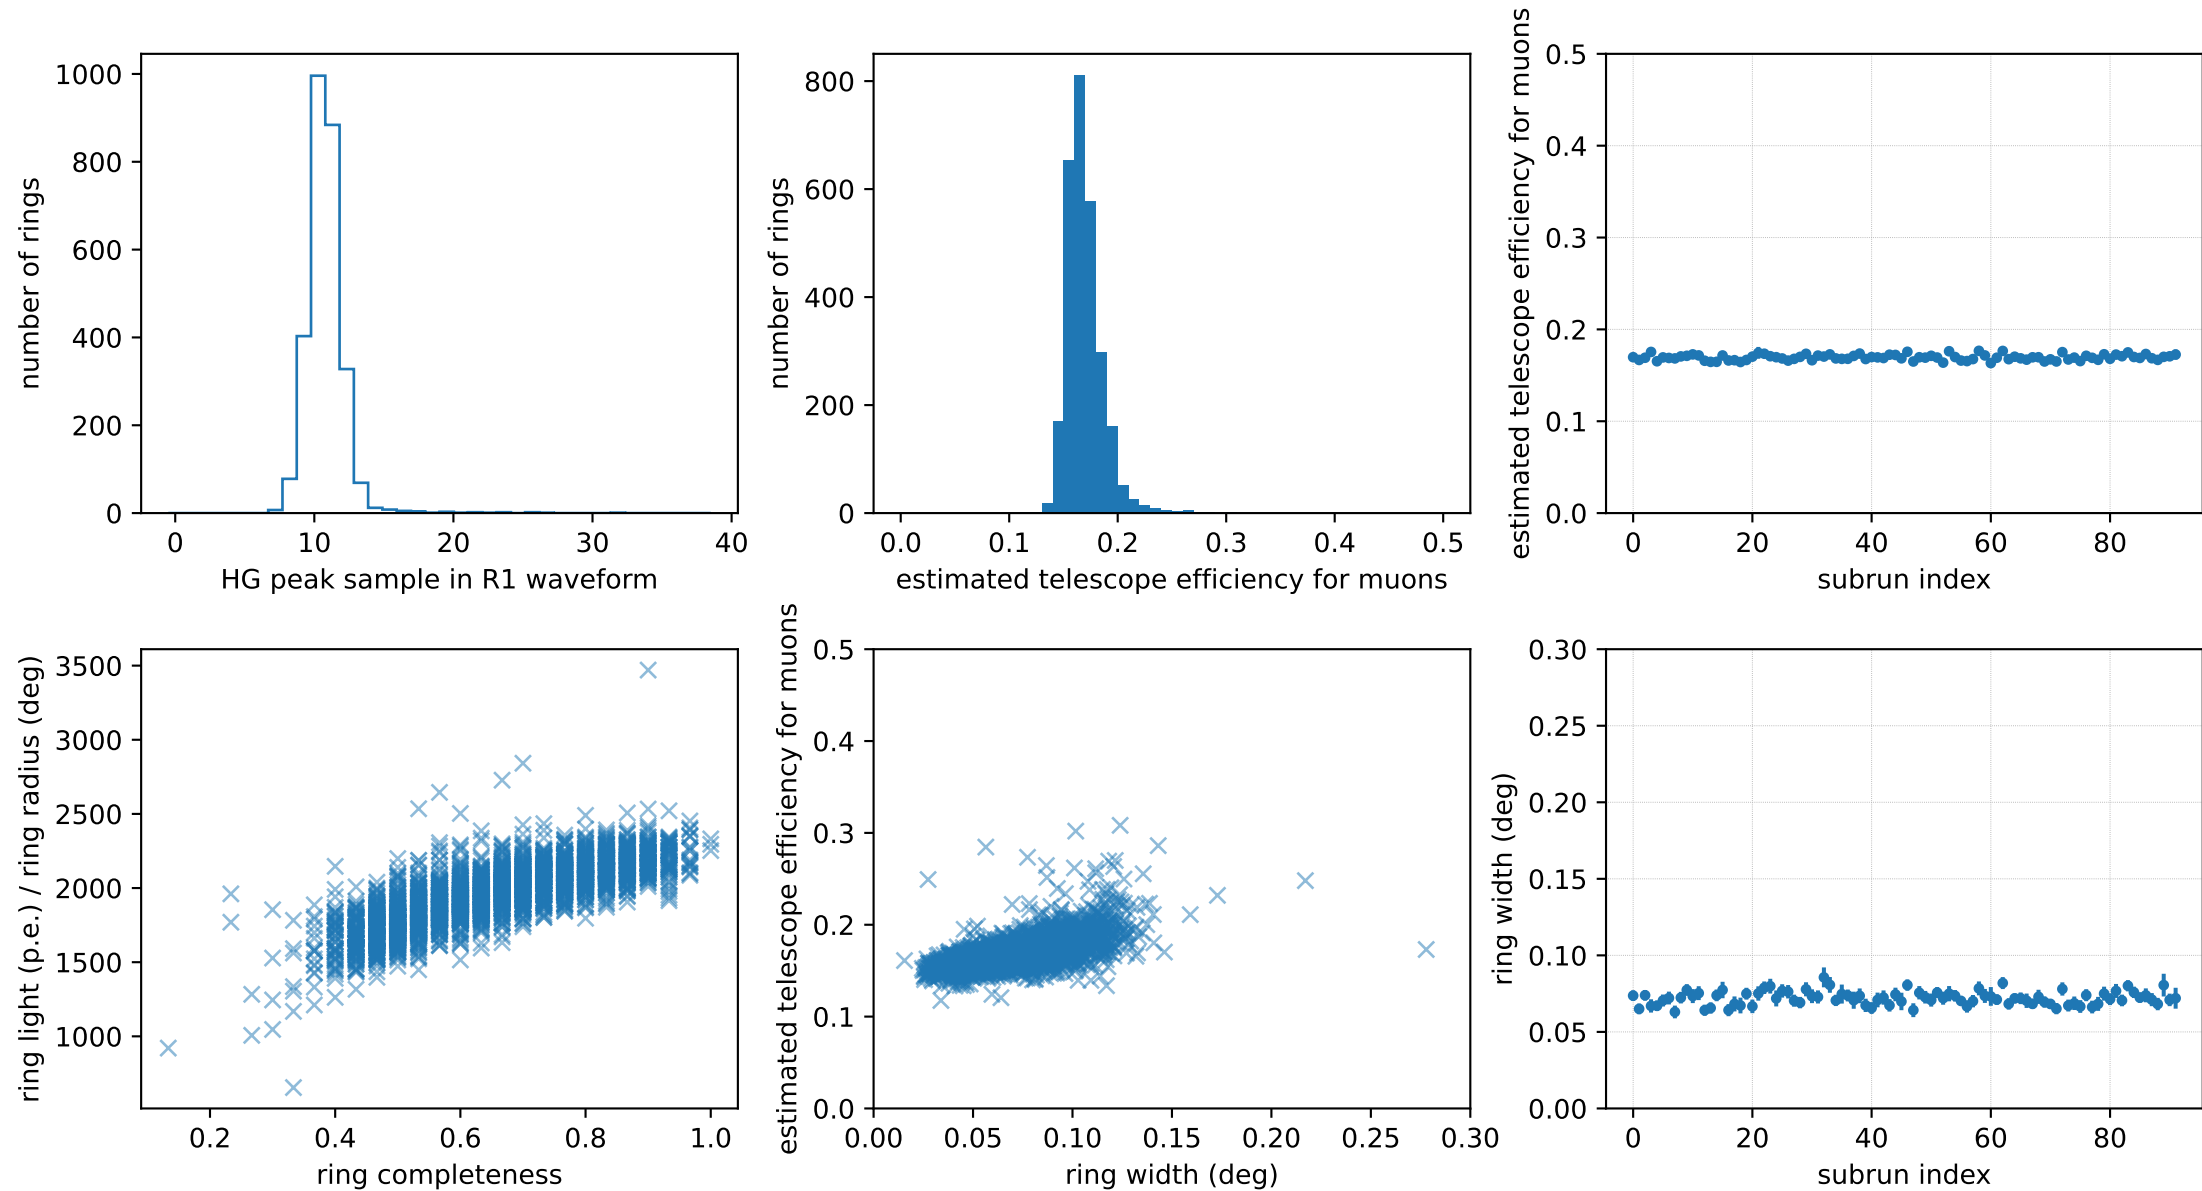 1000
800
600
400
200
0
number of rings
0 10 20 30 40
HG peak sample in R1 waveform
800
600
400
200
0
number of rings
0.0 0.1 0.2 0.3 0.4 0.5
estimated telescope efficiency for muons
0.5
0.4
0.3
0.2
0.1
0.0
estimated telescope efficiency for muons
0 20 40 60 80
subrun index
3500
3000
2500
2000
1500
1000
ring light (p.e.) / ring radius (deg)
0.2 0.4 0.6 0.8 1.0
ring completeness
0.5
0.4
0.3
0.2
0.1
0.0
estimated telescope efficiency for muons
0.00 0.05 0.10 0.15 0.20 0.25 0.30
ring width (deg)
0.30
0.25
0.20
0.15
0.10
0.05
0.00
ring width (deg)
0 20 40 60 80
subrun index